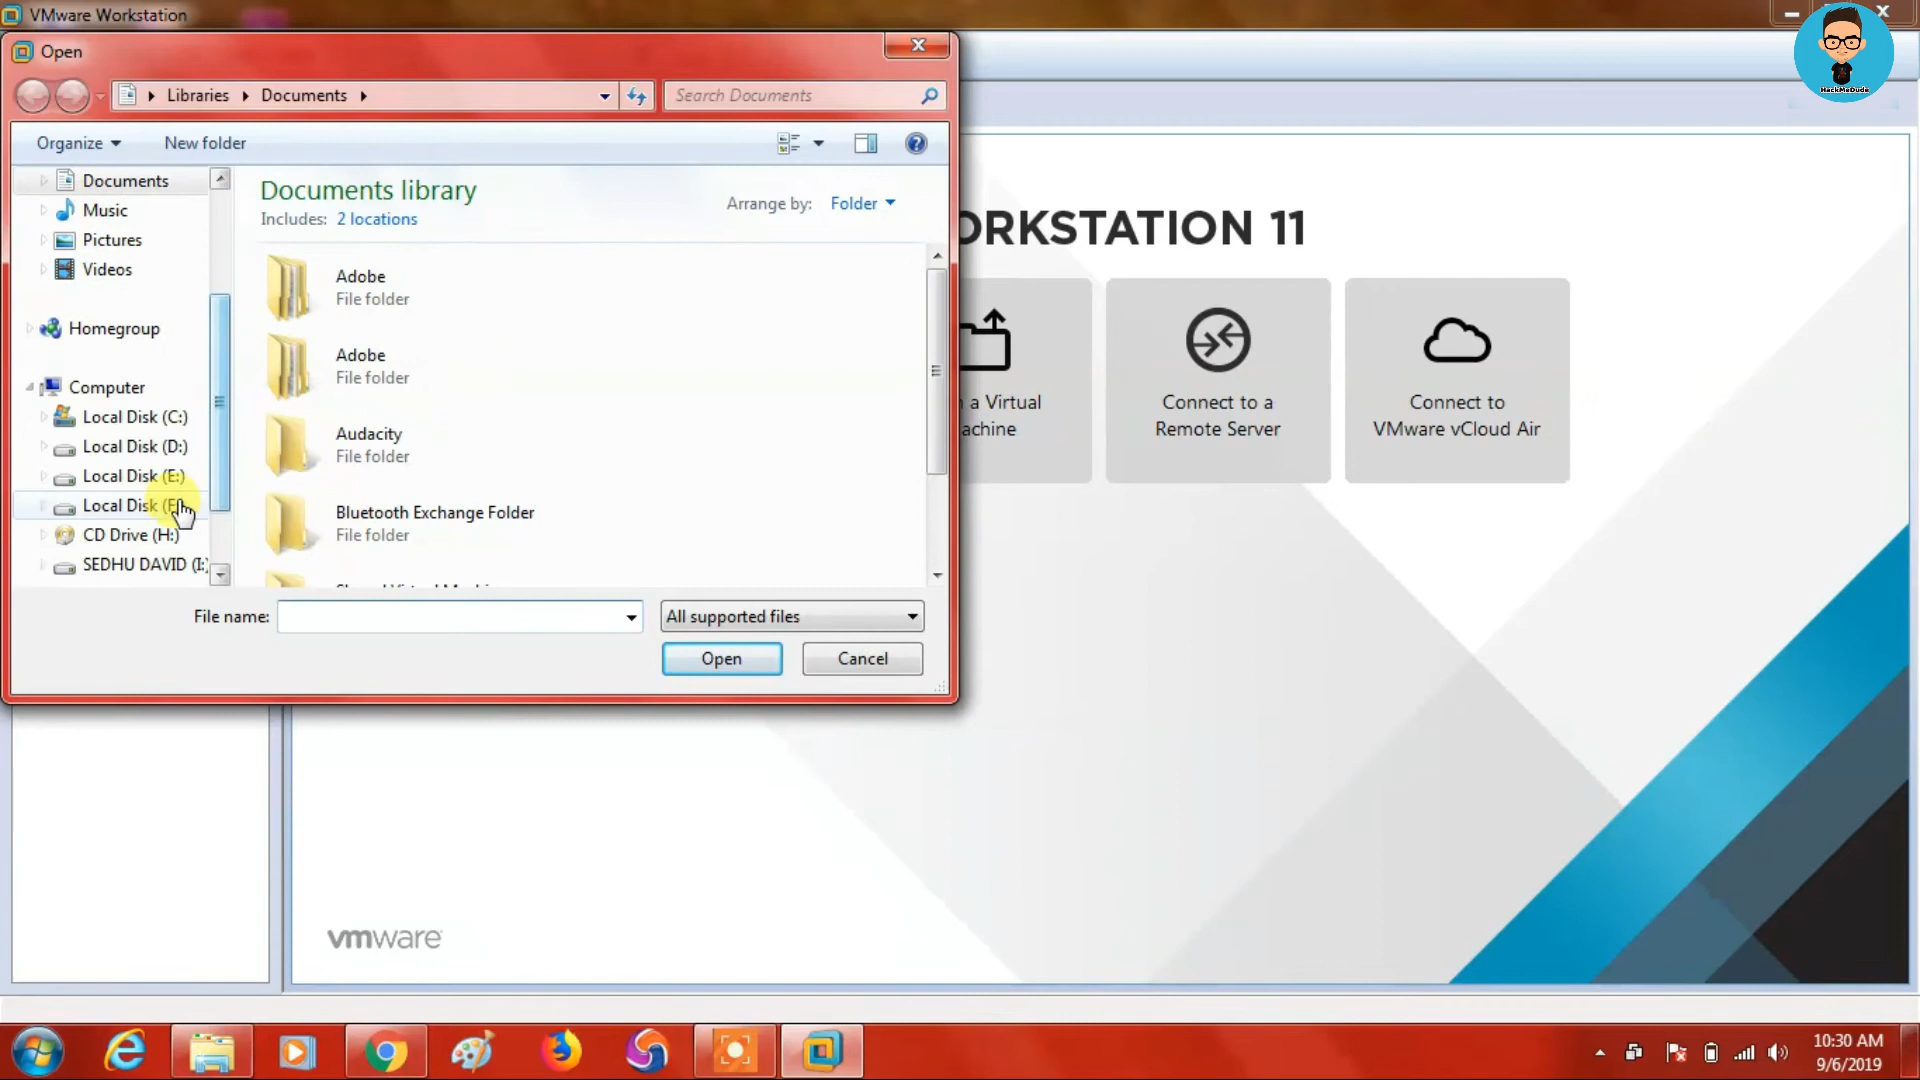 VMware Workstation
Open
Libraries Documents
Search Documents
Organize
New folder
Documents
Music
Pictures
Videos
Homegroup
Computer
Local Disk (C:)
Local Disk (D:)
Local Disk (E:)
Local Disk
CD Drive (H:)
SEDHU DAVID (I:)
Documents library
Includes: 2 locations
Arrange by: Folder
Adobe
File folder
Adobe
File folder
Audacity
File folder
Bluetooth Exchange Folder
File folder
File name:
All supported files
Open
Cancel
ORKSTATION 11
a Virtual
achine
Connect to a
Remote Server
Connect to
VMware vCloud Air
vmware
HackMeDude
10:30 AM
9/6/2019